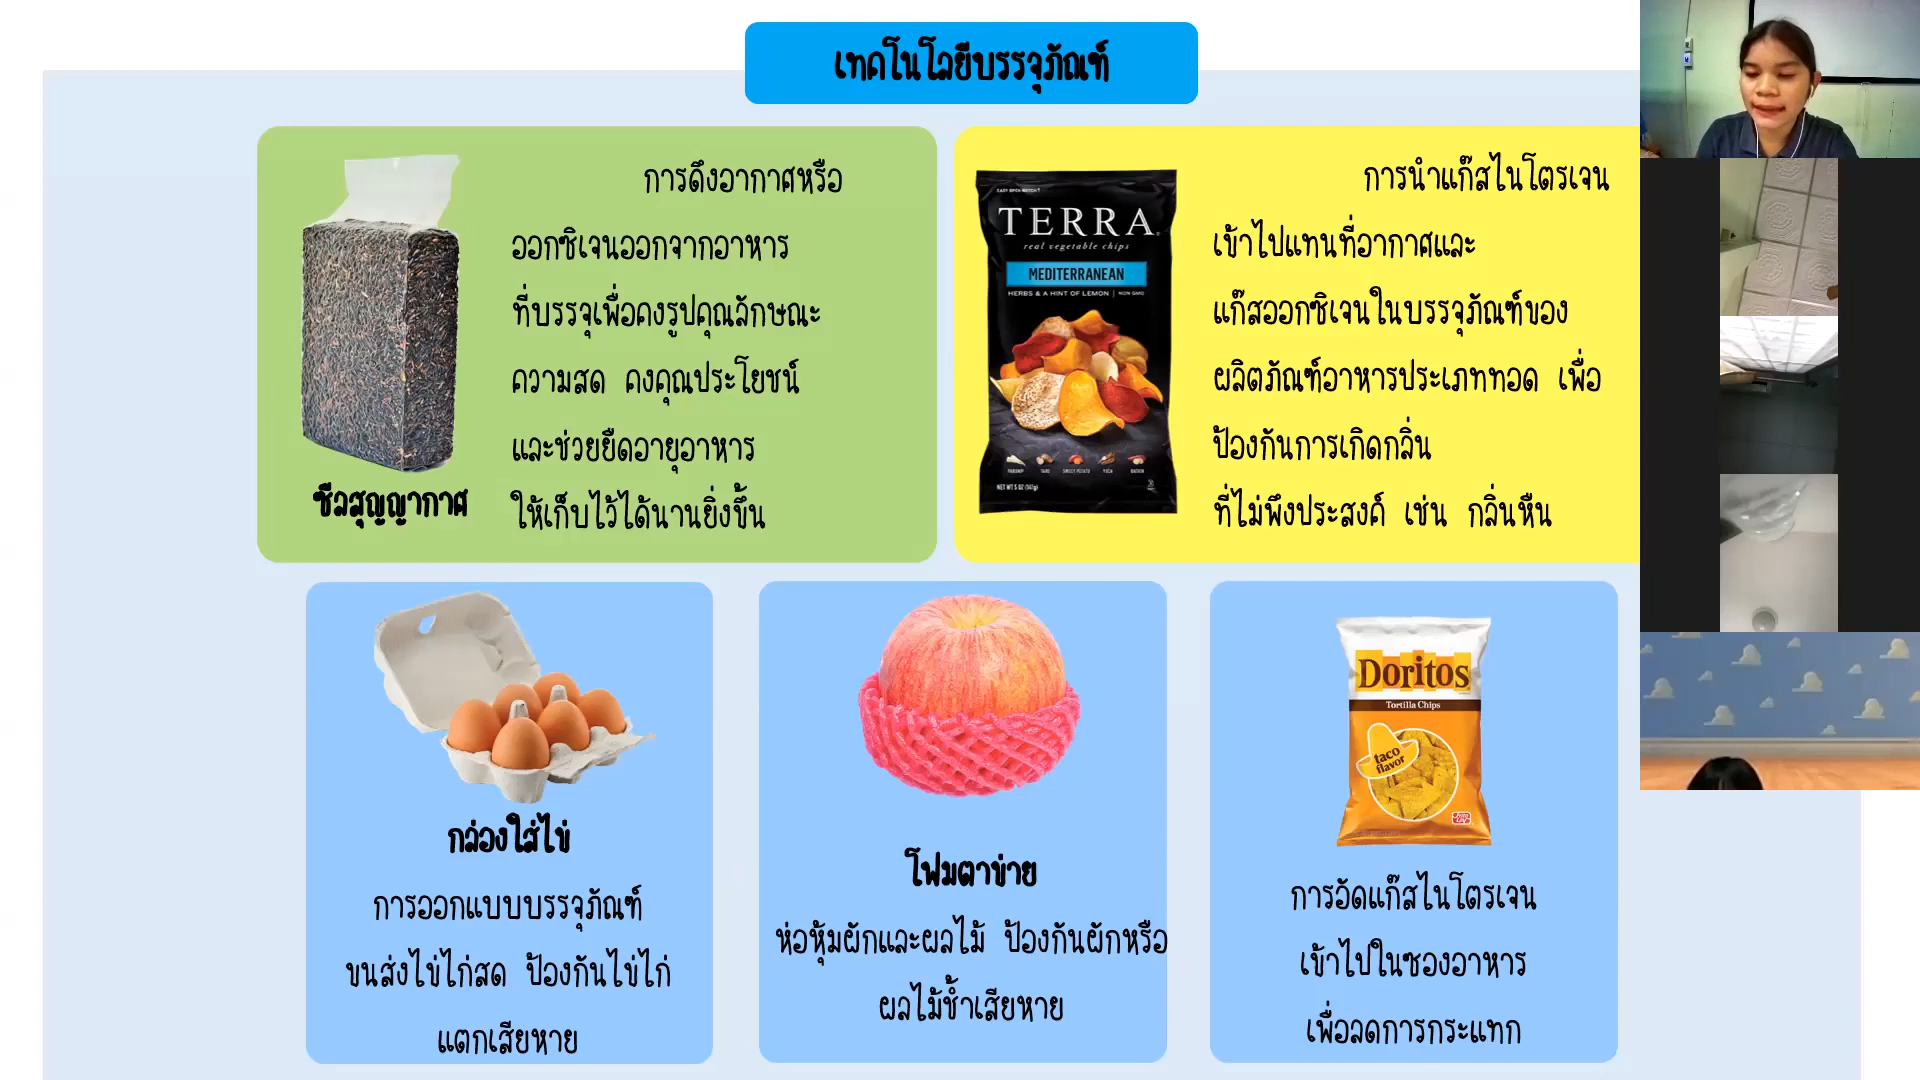 เทคโนโลยีบรรจุภัณฑ์
การดึงอากาศหรือ
ออกซิเจนออกจากอาหาร
ที่บรรจุเพื่อคงรูปคุณลักษณะ
ความสด คงคุณประโยชน์
และช่วยยืดอายุอาหาร
ให้เก็บไว้ได้นานยิ่งขึ้น
ซีลสุญญากาศ
TERRA
real vegetable chips
MEDITERRANEAN
HERBS & A HINT OF LEMON | NON GMO
PARSNIP TARO SWEET POTATO YUCA BATATA
NET WT 5 OZ (141g)
การนำแก๊สไนโตรเจน
เข้าไปแทนที่อากาศและ
แก๊สออกซิเจนในบรรจุภัณฑ์ของ
ผลิตภัณฑ์อาหารประเภททอด เพื่อ
ป้องกันการเกิดกลิ่น
ที่ไม่พึงประสงค์ เช่น กลิ่นหืน
กล่องใส่ไข่
การออกแบบบรรจุภัณฑ์
ขนส่งไข่ไก่สด ป้องกันไข่ไก่
แตกเสียหาย
โฟมตาข่าย
ห่อหุ้มผักและผลไม้ ป้องกันผักหรือ
ผลไม้ช้ำเสียหาย
Doritos
Tortilla Chips
taco
flavor
การอัดแก๊สไนโตรเจน
เข้าไปในซองอาหาร
เพื่อลดการกระแทก